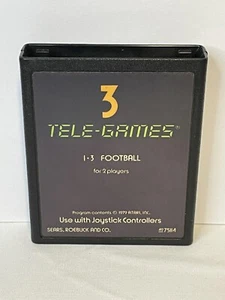 3
TELE-GAMES®
1-3 FOOTBALL
for 2 players
Program contents © 1979 ATARI, INC.
Use with Joystick Controllers
SEARS, ROEBUCK AND CO.